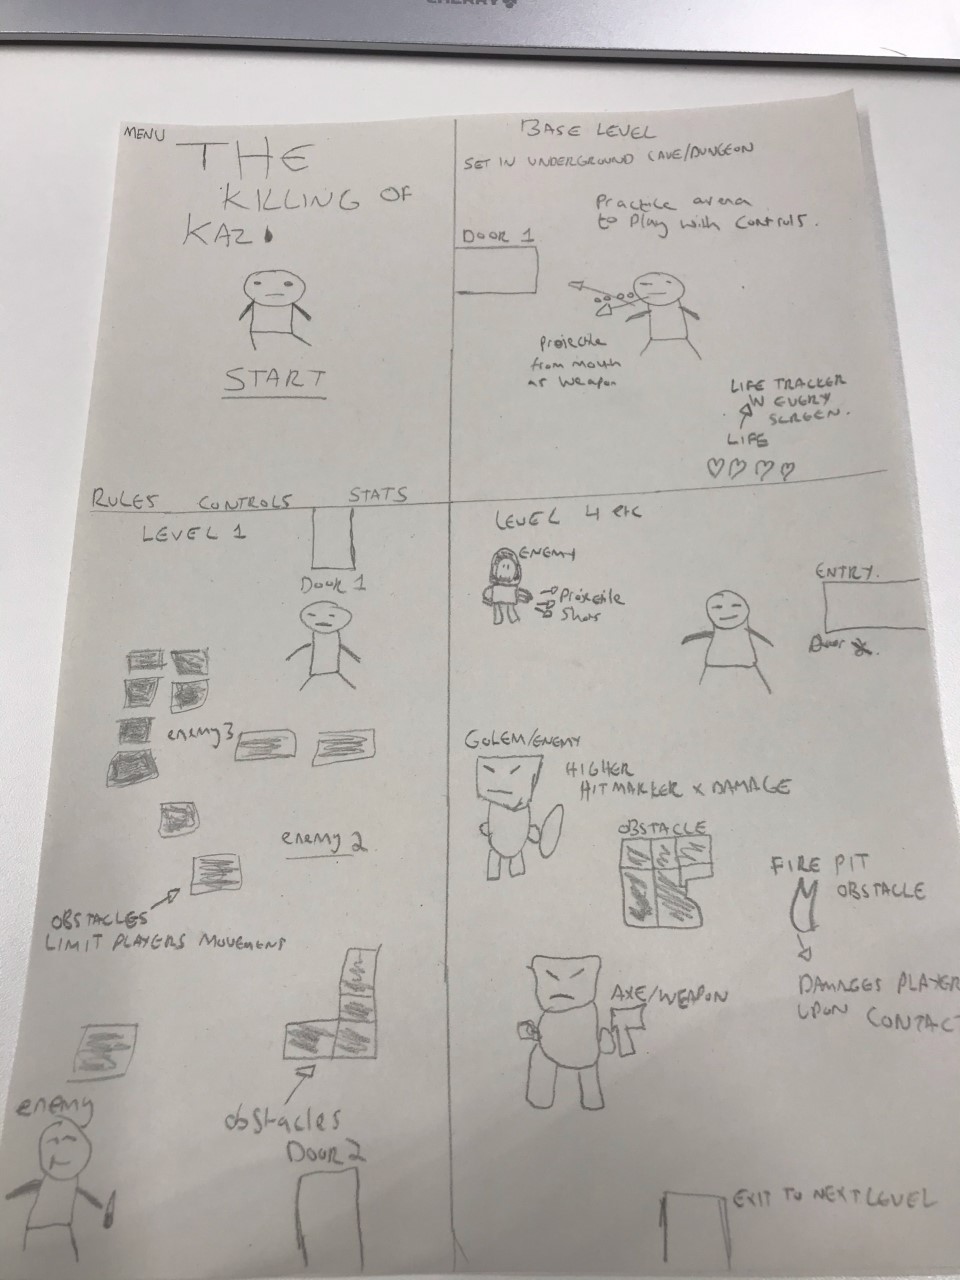 MENU
THE
KILLING OF
KAZ.
START
RULES CONTROLS STATS
BASE LEVEL
SET IN UNDERGROUND CAVE/DUNGEON
Practice arena
to Play with Controls.
DOOR 1
Projectile
from mouth
as weapon
LIFE TRACKER
IN EVERY
SCREEN.
LIFE
LEVEL 1
DOOR 1
enemy 3
enemy 2
OBSTACLES
LIMIT PLAYERS MOVEMENT
enemy
obstacles
DOOR 2
LEVEL 4 etc
ENEMY
Projectile
ENTRY.
GOLEM/ENEMY
HIGHER
HITMARKER x DAMAGE
OBSTACLE
FIRE PIT
OBSTACLE
DAMAGES PLAYER
UPON CONTACT
AXE/WEAPON
EXIT TO NEXT LEVEL